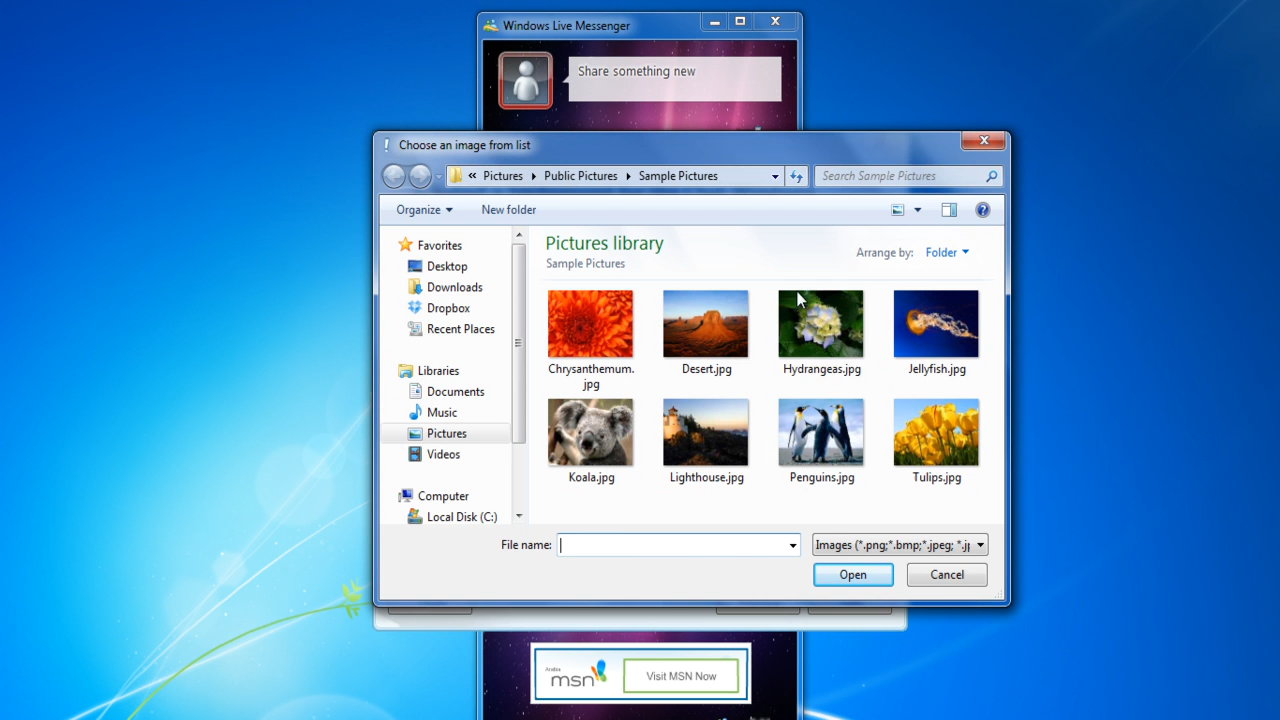 Windows Live Messenger
Share something new
Choose an image from list
« Pictures Public Pictures Sample Pictures
Search Sample Pictures
Organize
New folder
Favorites
Desktop
Downloads
Dropbox
Recent Places
Libraries
Documents
Music
Pictures
Videos
Computer
Local Disk (C:)
Pictures library
Sample Pictures
Arrange by: Folder
Chrysanthemum.
jpg
Desert.jpg
Hydrangeas.jpg
Jellyfish.jpg
Koala.jpg
Lighthouse.jpg
Penguins.jpg
Tulips.jpg
File name:
Images (*.png;*.bmp;*.jpeg; *.jp
Open
Cancel
Arabia
msn
Visit MSN Now